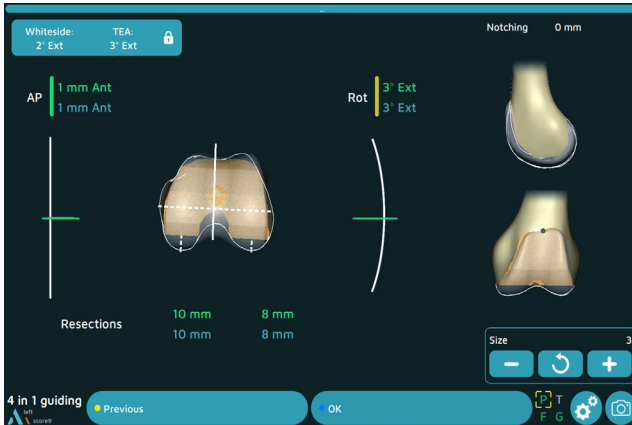 Whiteside: TEA:
2° Ext 3° Ext
Notching 0 mm
AP
1 mm Ant
1 mm Ant
Rot
3° Ext
3° Ext
Resections
10 mm 8 mm
10 mm 8 mm
Size 3
4 in 1 guiding
left
score®
Previous
OK
P T
F G